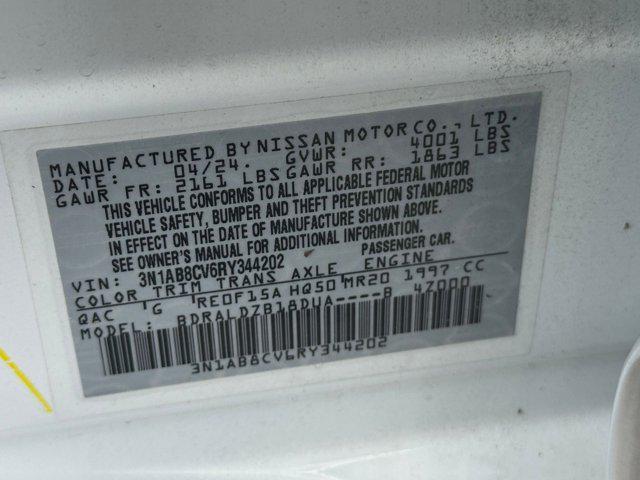 MANUFACTURED BY NISSAN MOTOR CO., LTD.
DATE: 04/24. GVWR: 4001 LBS
GAWR FR: 2161 LBS GAWR RR: 1863 LBS
THIS VEHICLE CONFORMS TO ALL APPLICABLE FEDERAL MOTOR
VEHICLE SAFETY, BUMPER AND THEFT PREVENTION STANDARDS
IN EFFECT ON THE DATE OF MANUFACTURE SHOWN ABOVE.
SEE OWNER'S MANUAL FOR ADDITIONAL INFORMATION.
VIN: 3N1AB8CV6RY344202 PASSENGER CAR.
COLOR TRIM TRANS AXLE ENGINE
QAC G RE0F15A HQ50 MR20 1997 CC
MODEL: BDRALDZB18DUA----B 4Z000
3N1AB8CV6RY344202